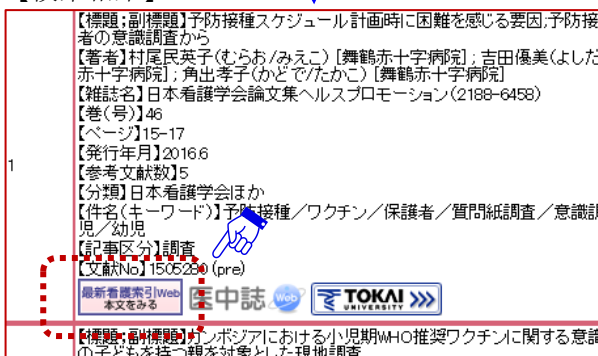 【標題;副標題】予防接種スケジュール計画時に困難を感じる要因;予防接
者の意識調査から
【著者】村尾民英子(むらお/みえこ)[舞鶴赤十字病院];吉田優美(よした
赤十字病院];角出孝子(かどで/たかこ)[舞鶴赤十字病院]
【雑誌名】日本看護学会論文集ヘルスプロモーション(2188-6458)
【巻(号)】46
【ページ】15-17
【発行年月】2016.6
【参考文献数】5
1
【分類】日本看護学会ほか
【件名(キーワード)】予防接種/ワクチン/保護者/質問紙調査/意識
児/幼児
【記事区分】調査
【文献No】1505280 (pre)
最新看護索引Web
本文をみる
医中誌 Web
TOKAI UNIVERSITY
【標題;副標題】カンボジアにおける小児期WHO推奨ワクチンに関する意
の子どもを持つ親を対象とした現地調査